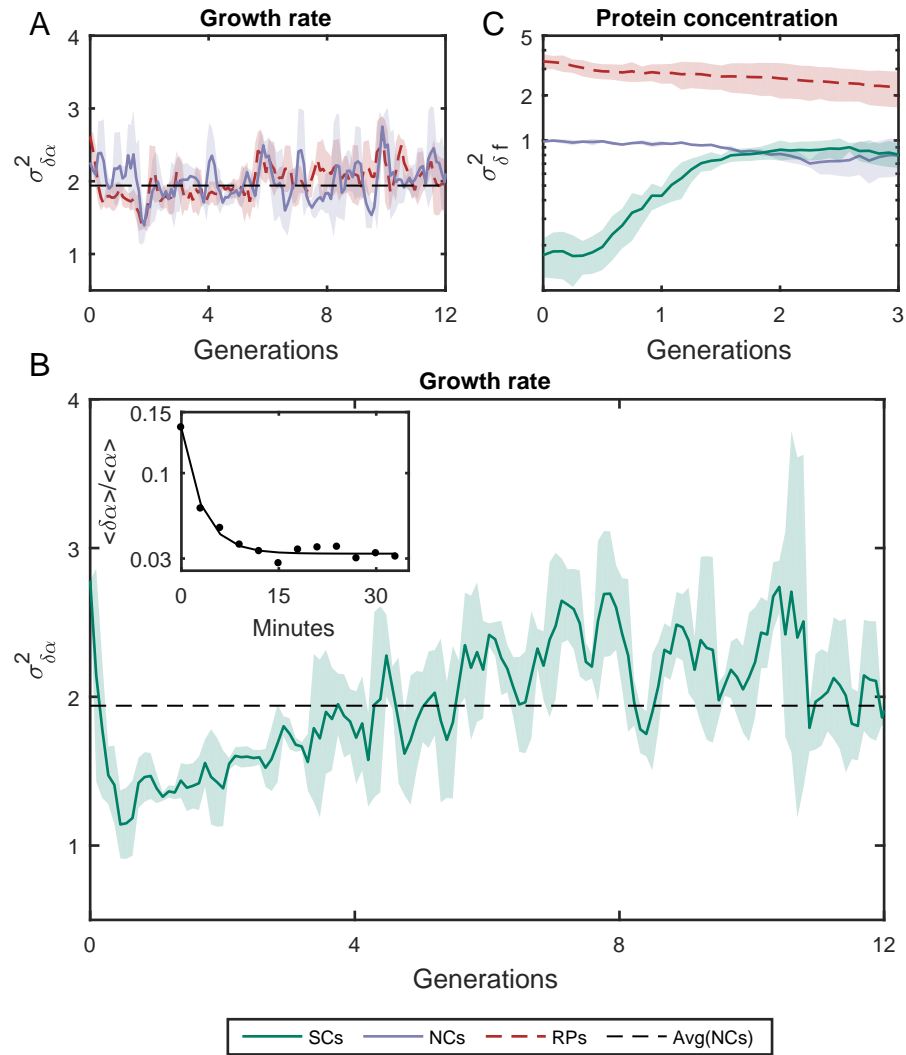 A
Growth rate
4
3
2
1
σ²δα
0
4
8
12
Generations
C
Protein concentration
5
2
1
σ²δ f
0
1
2
3
Generations
B
Growth rate
4
3
2
1
σ²δα
0
4
8
12
Generations
0.15
0.1
0.03
<δα>/<α>
0
15
30
Minutes
SCs NCs RPs Avg(NCs)